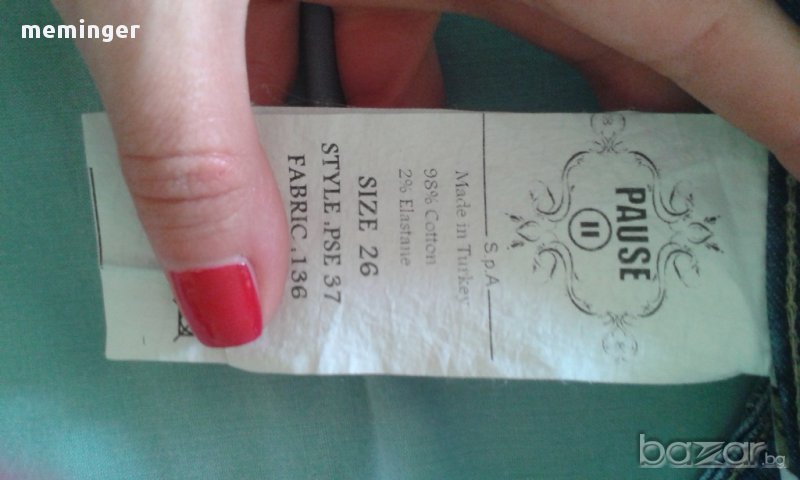 meminger
PAUSE
S.p.A
Made in Turkey
98% Cotton
2% Elastane
SIZE 26
STYLE .PSE 37
FABRIC .136
bazar.bg